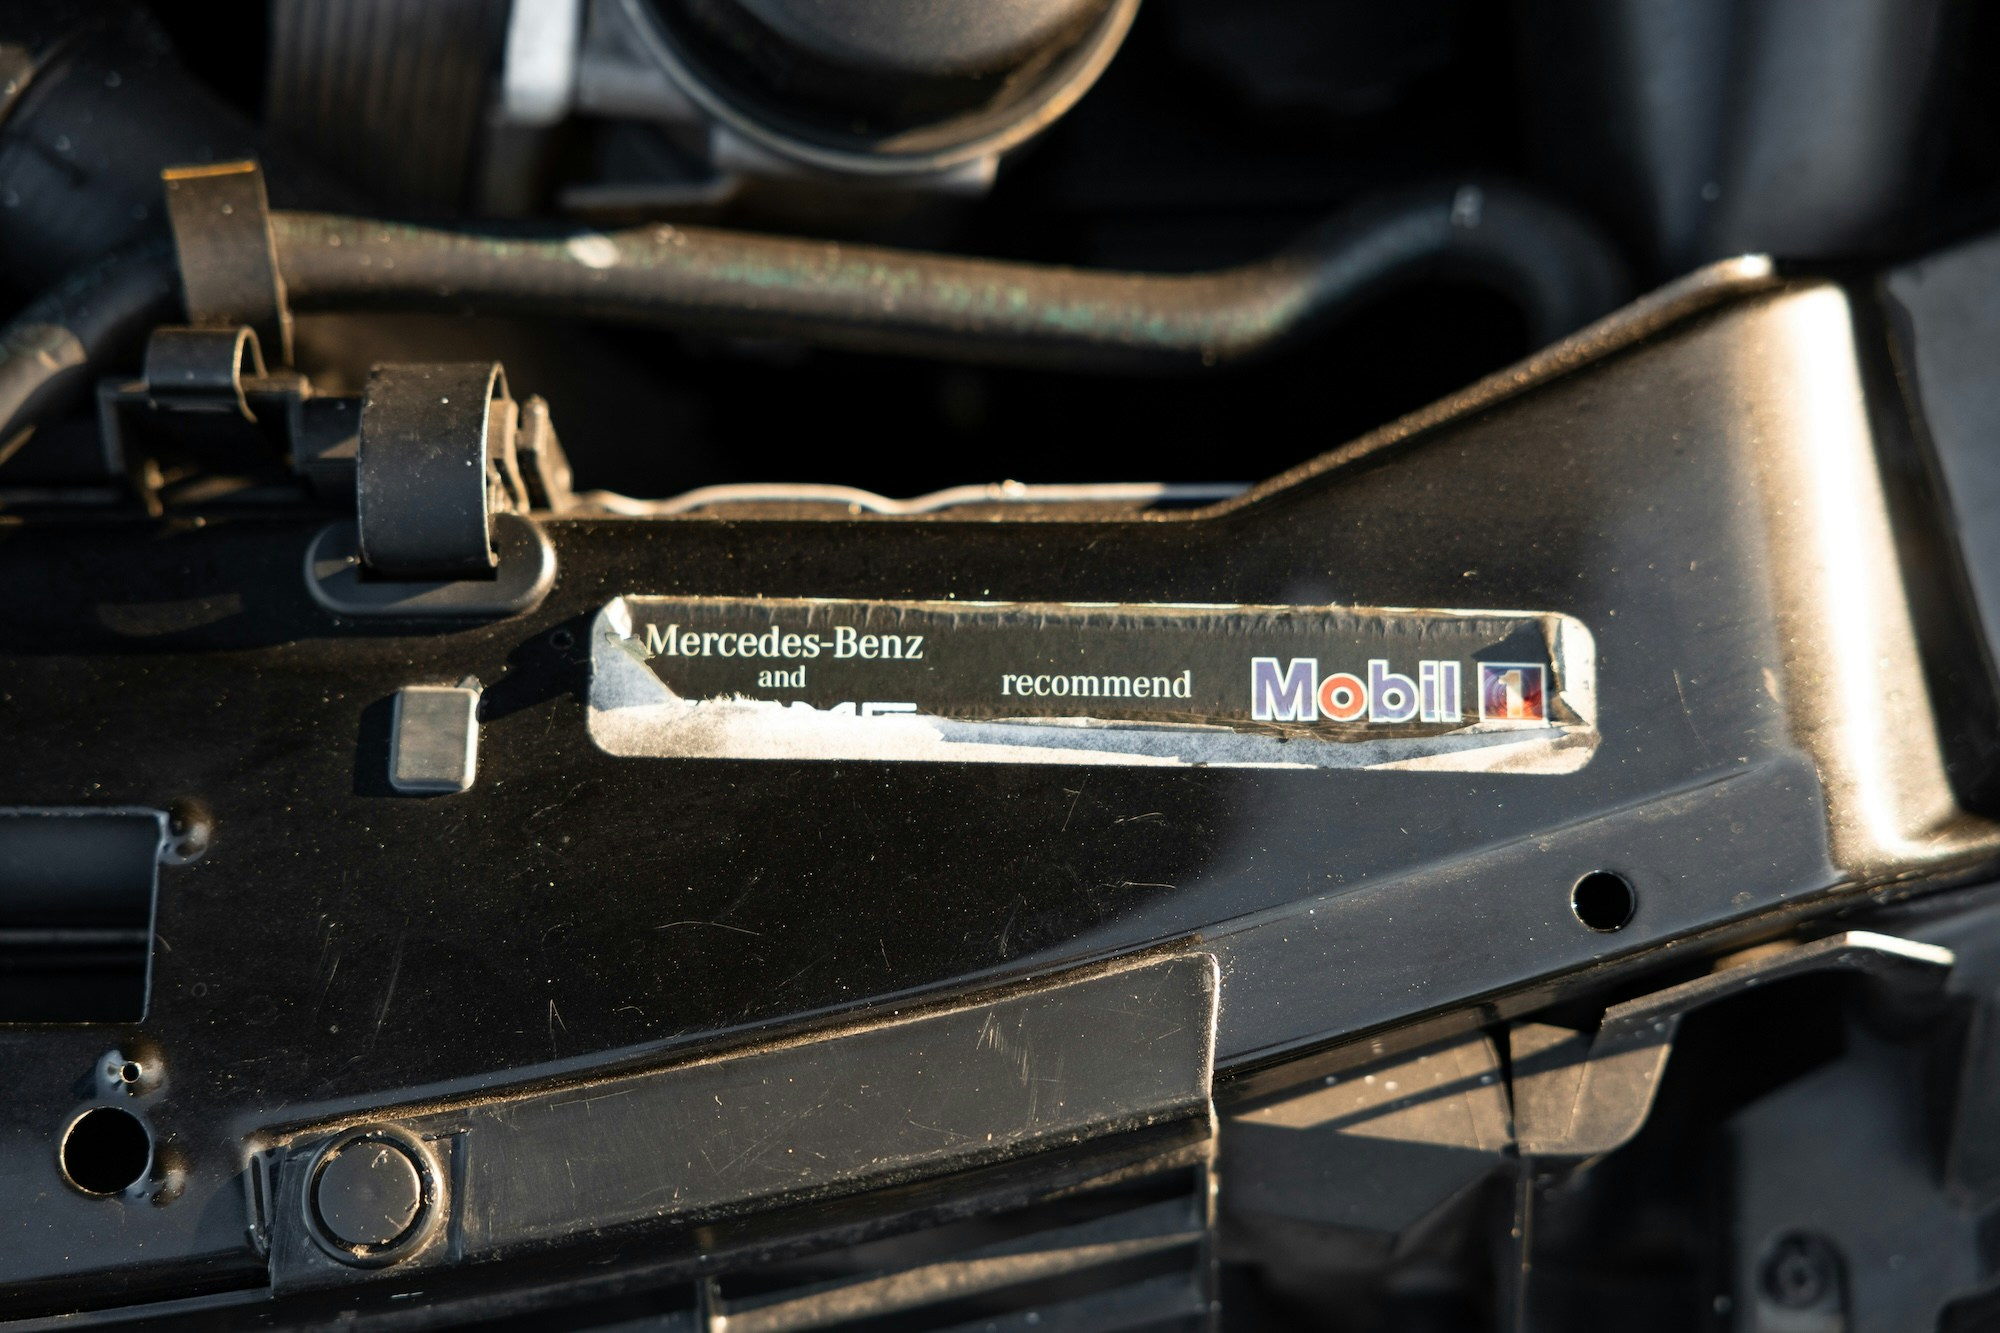 Mercedes-Benz
and
recommend
Mobil 1